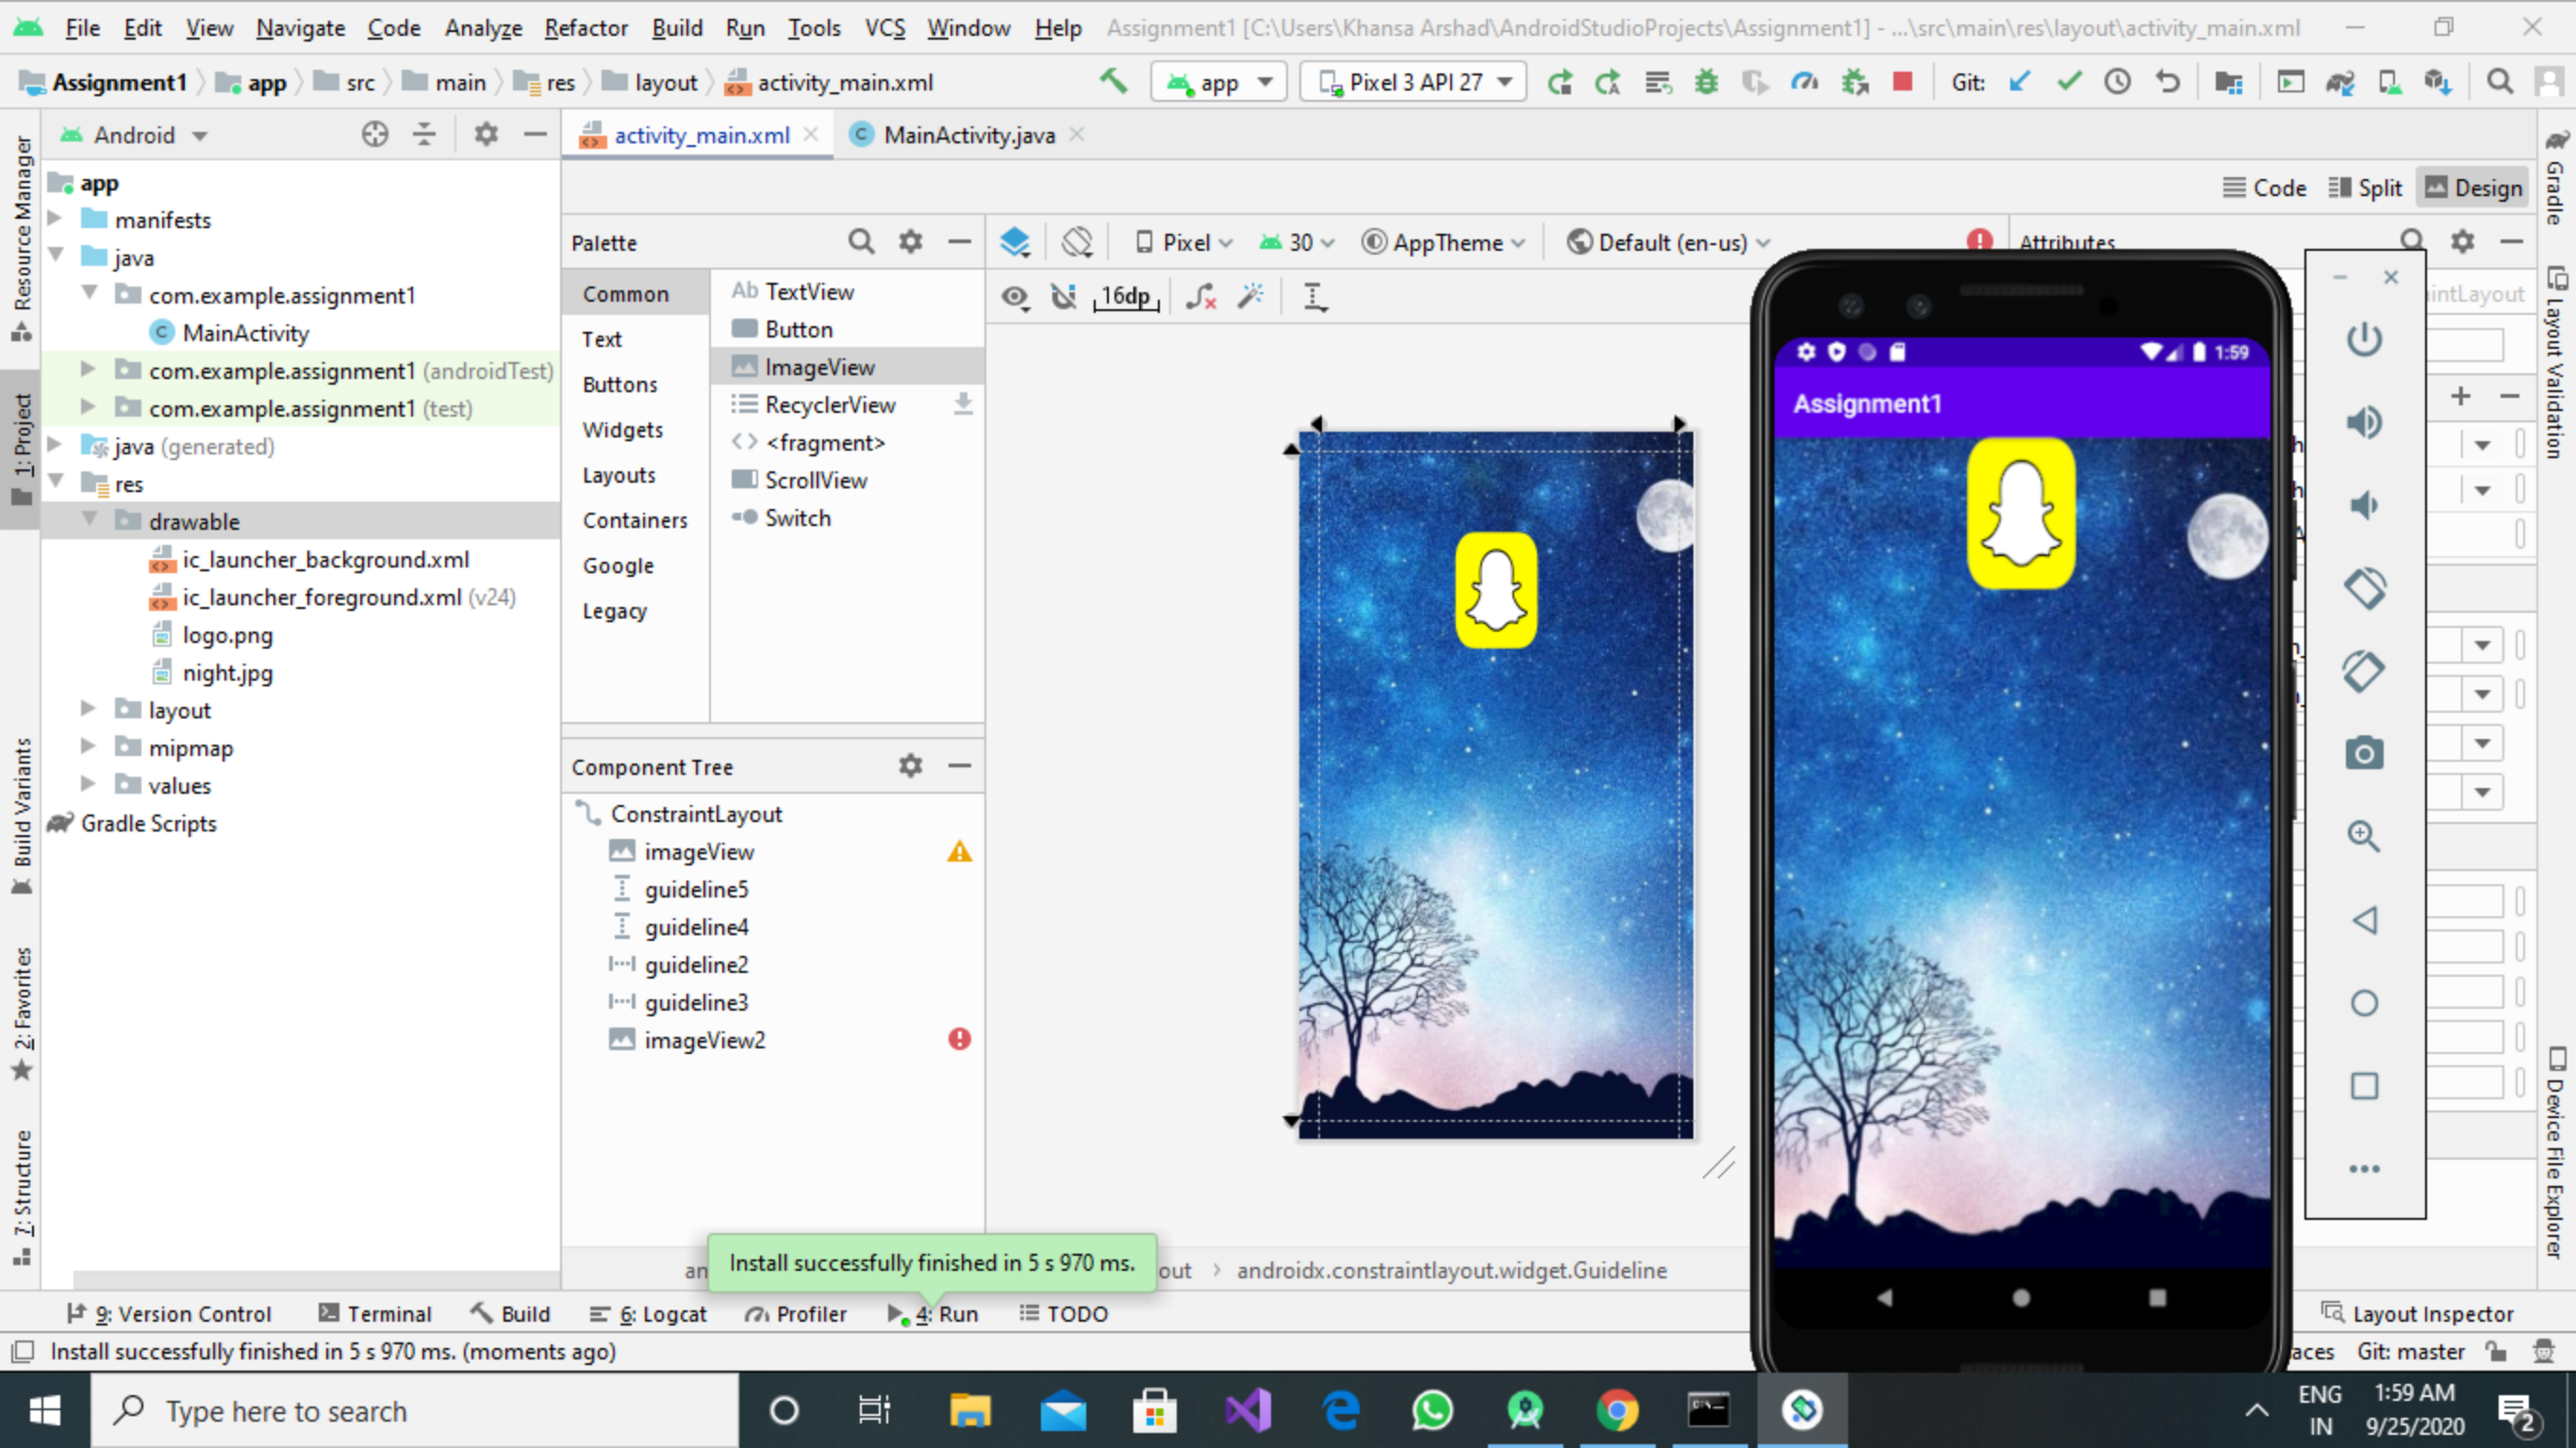 File Edit View Navigate Code Analyze Refactor Build Run Tools VCS Window Help Assignment1 [C:\Users\Khansa Arshad\AndroidStudioProjects\Assignment1] - ...\src\main\res\layout\activity_main.xml
Assignment1 app src main res layout activity_main.xml app Pixel 3 API 27 Git:
Android activity_main.xml MainActivity.java
Code Split Design
Resource Manager
1: Project
Build Variants
2: Favorites
7: Structure
app
manifests
java
com.example.assignment1
MainActivity
com.example.assignment1 (androidTest)
com.example.assignment1 (test)
java (generated)
res
drawable
ic_launcher_background.xml
ic_launcher_foreground.xml (v24)
logo.png
night.jpg
layout
mipmap
values
Gradle Scripts
Palette
Common
Text
Buttons
Widgets
Layouts
Containers
Google
Legacy
Ab TextView
Button
ImageView
RecyclerView
<> <fragment>
ScrollView
Switch
Component Tree
ConstraintLayout
imageView
guideline5
guideline4
guideline2
guideline3
imageView2
Pixel 30 AppTheme Default (en-us)
16dp
Attributes
intLayout
1:59
Assignment1
Gradle
Layout Validation
Device File Explorer
Install successfully finished in 5 s 970 ms.
out androidx.constraintlayout.widget.Guideline
9: Version Control Terminal Build 6: Logcat Profiler 4: Run TODO Layout Inspector
Install successfully finished in 5 s 970 ms. (moments ago) aces Git: master
Type here to search
ENG
IN
1:59 AM
9/25/2020
2